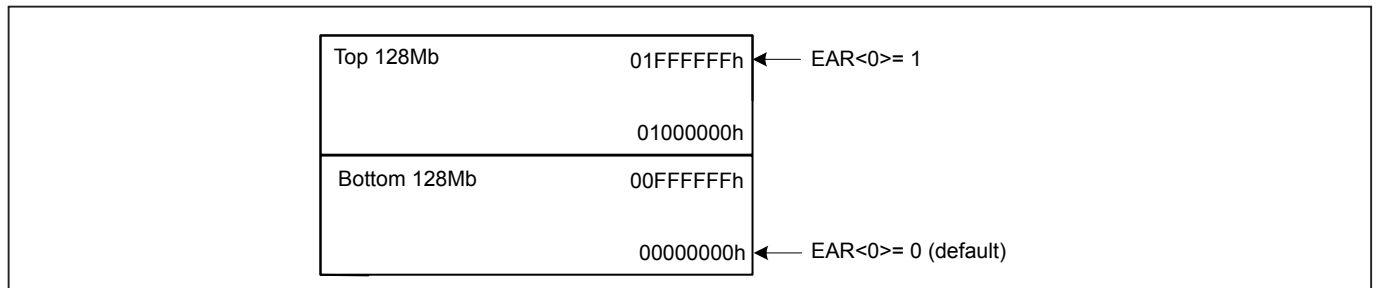 Top 128Mb 01FFFFFFh EAR<0>= 1
01000000h
Bottom 128Mb 00FFFFFFh
00000000h EAR<0>= 0 (default)